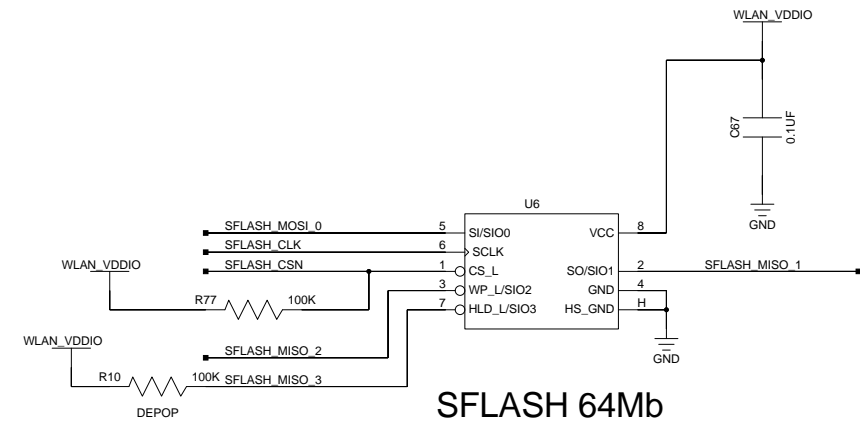 WLAN_VDDIO
C67
0.1UF
GND
U6
SFLASH_MOSI_0 5 SI/SIO0 VCC 8
SFLASH_CLK 6 SCLK
WLAN_VDDIO SFLASH_CSN 1 CS_L SO/SIO1 2 SFLASH_MISO_1
3 WP_L/SIO2 GND 4
R77 100K 7 HLD_L/SIO3 HS_GND H
WLAN_VDDIO
SFLASH_MISO_2
GND
R10 100K SFLASH_MISO_3
DEPOP
SFLASH 64Mb